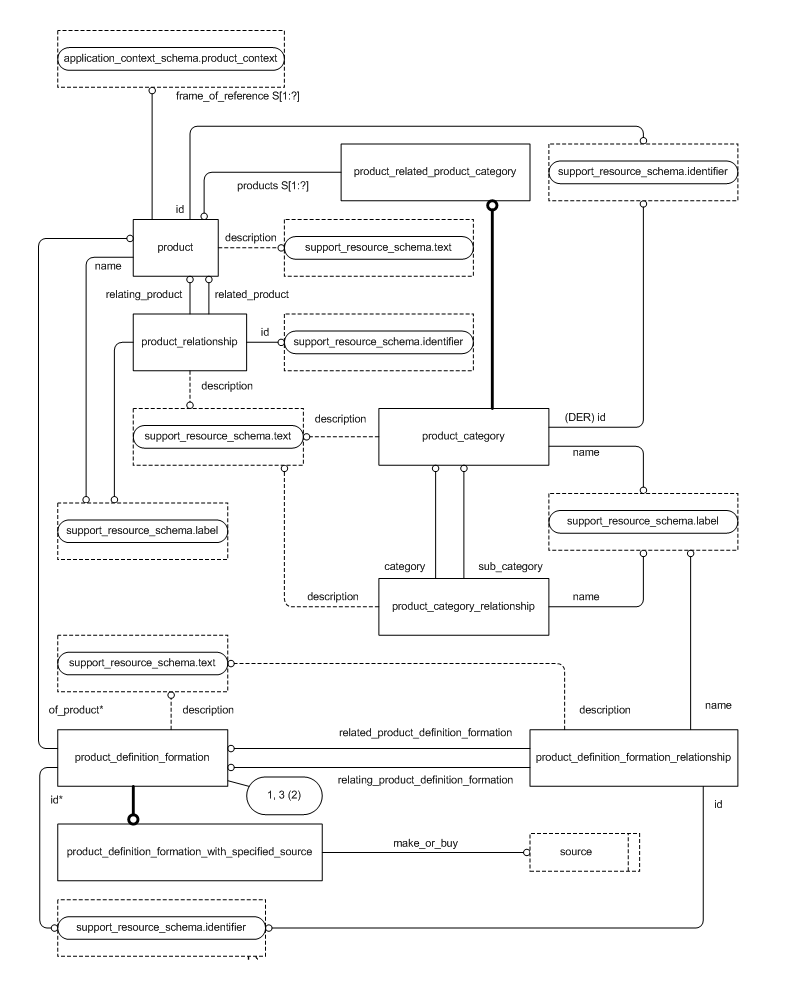 application_context_schema.product_context
frame_of_reference S[1:?]
product_related_product_category
support_resource_schema.identifier
products S[1:?]
id
product
description
support_resource_schema.text
name
relating_product
related_product
product_relationship
id
support_resource_schema.identifier
description
support_resource_schema.text
description
product_category
(DER) id
name
support_resource_schema.label
support_resource_schema.label
category
sub_category
description
product_category_relationship
name
support_resource_schema.text
of_product*
description
description
name
related_product_definition_formation
product_definition_formation
product_definition_formation_relationship
relating_product_definition_formation
id*
1, 3 (2)
id
product_definition_formation_with_specified_source
make_or_buy
source
support_resource_schema.identifier